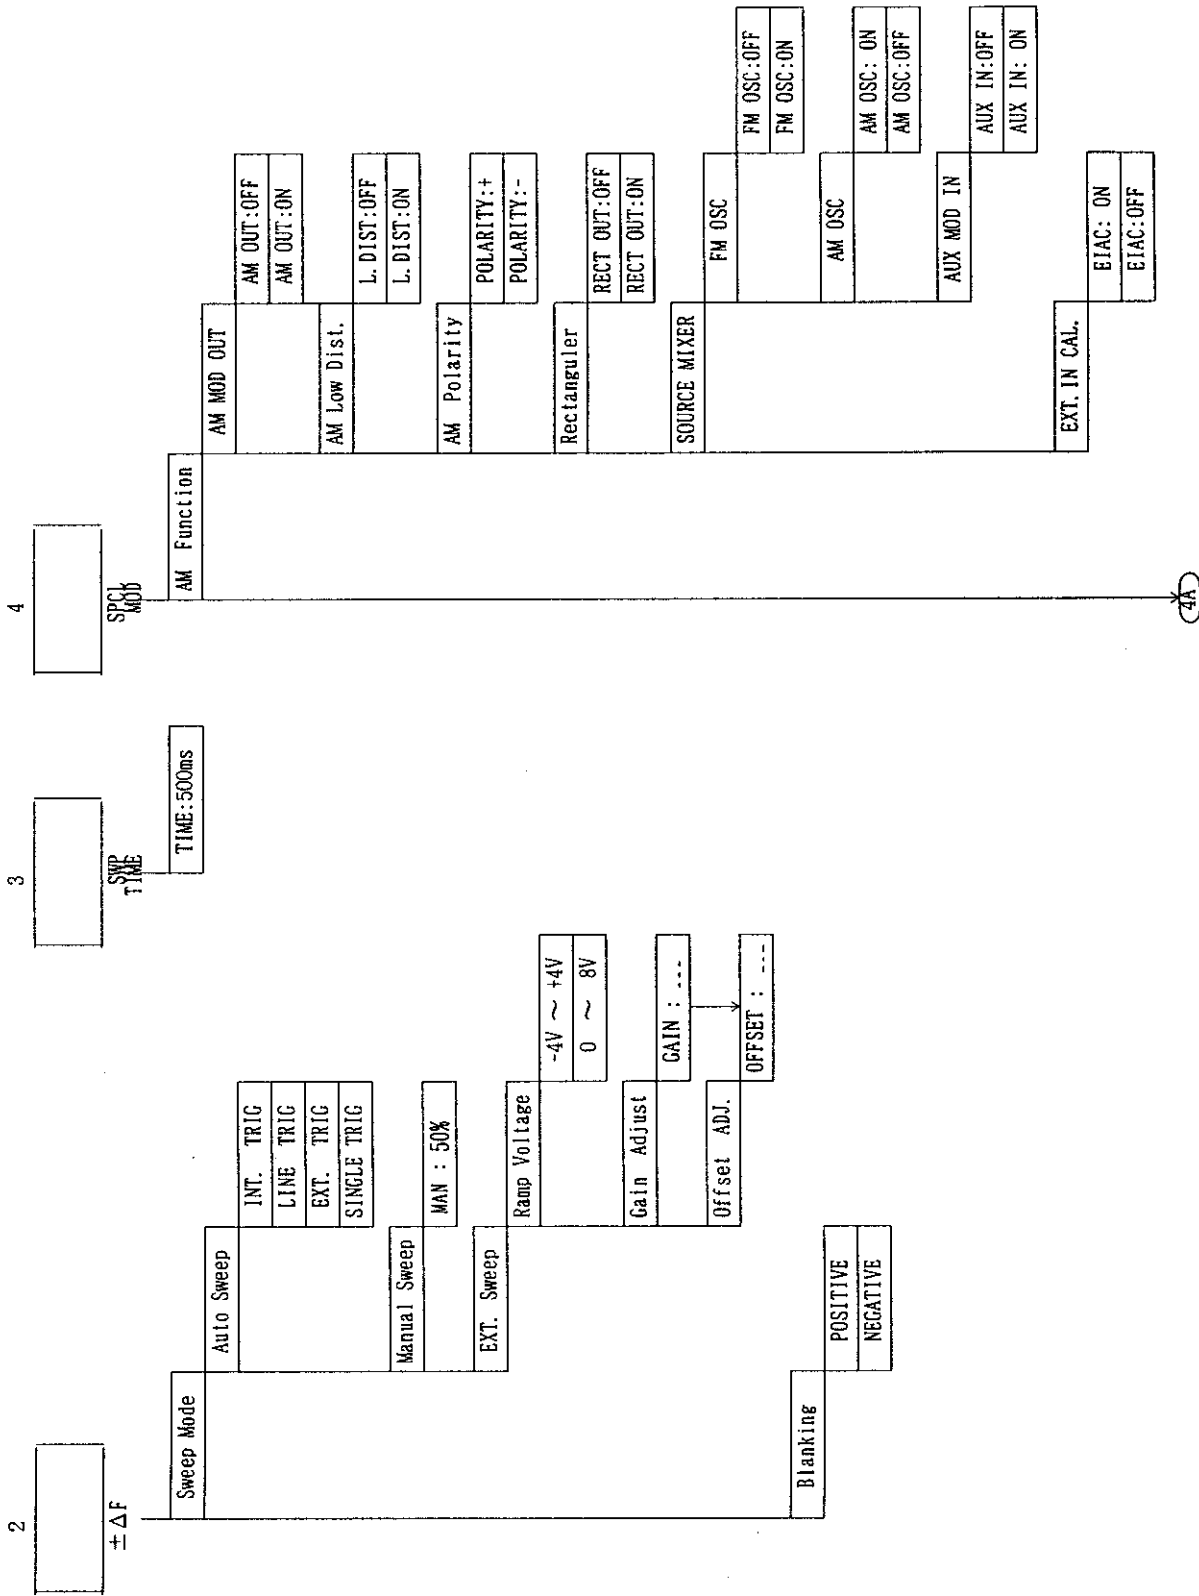 2
±ΔF
Sweep Mode
Auto Sweep
INT. TRIG
LINE TRIG
EXT. TRIG
SINGLE TRIG
Manual Sweep
MAN : 50%
EXT. Sweep
Ramp Voltage
-4V ～ +4V
0 ～ 8V
Gain Adjust
GAIN : ---
Offset ADJ.
OFFSET : ---
Blanking
POSITIVE
NEGATIVE
3
SWP
TIME
TIME:500ms
4
SPCL
MOD
AM Function
AM MOD OUT
AM OUT:OFF
AM OUT:ON
AM Low Dist.
L. DIST:OFF
L. DIST:ON
AM Polarity
POLARITY:+
POLARITY:-
Rectanguler
RECT OUT:OFF
RECT OUT:ON
SOURCE MIXER
FM OSC
FM OSC:OFF
FM OSC:ON
AM OSC
AM OSC: ON
AM OSC:OFF
AUX MOD IN
AUX IN:OFF
AUX IN: ON
EXT. IN CAL.
EIAC: ON
EIAC:OFF
4A